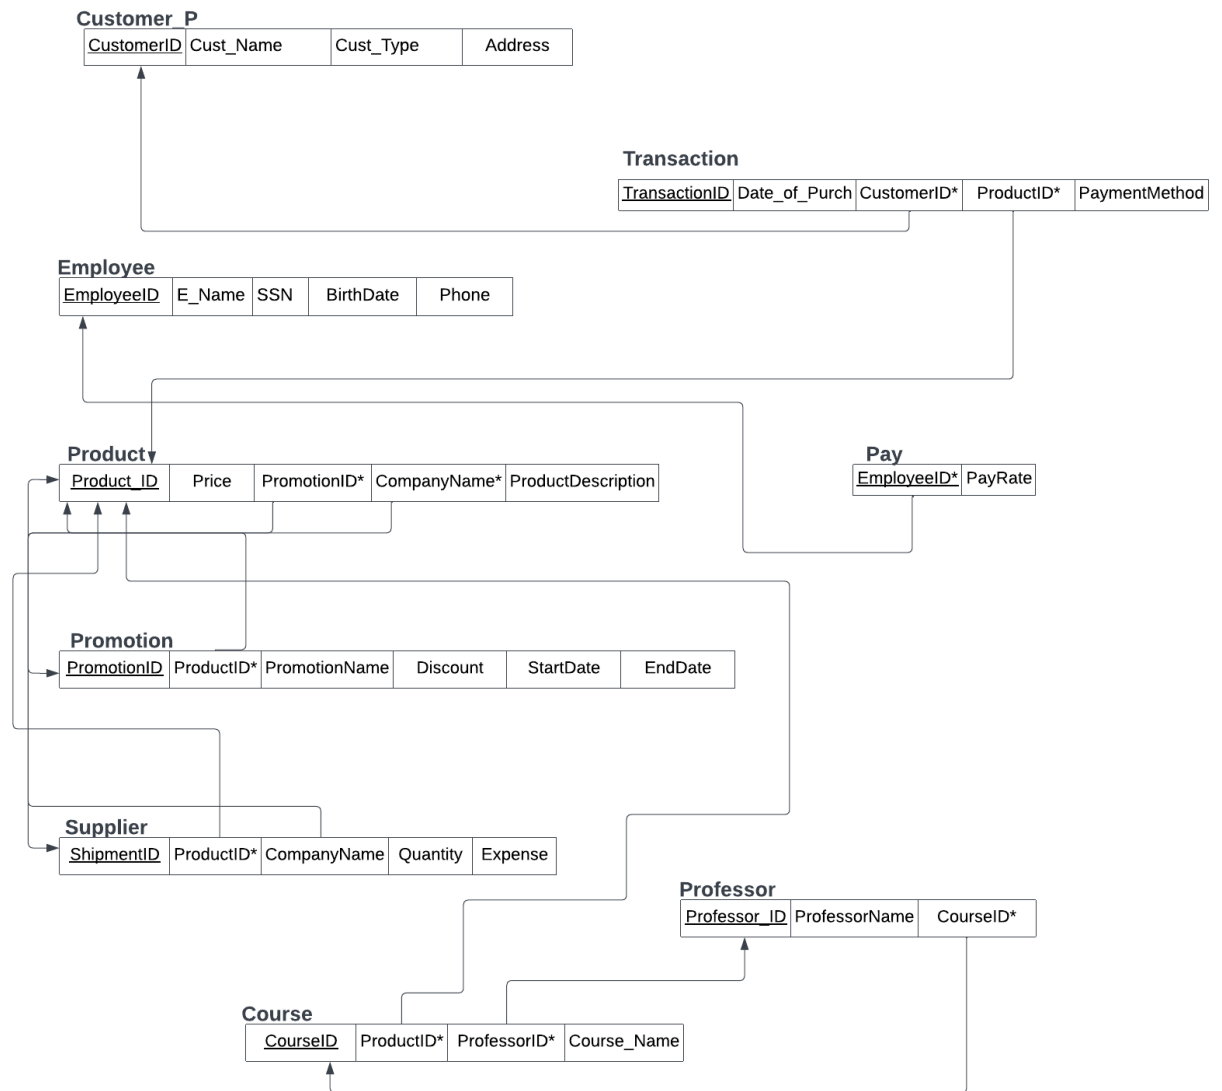 Customer_P
CustomerID Cust_Name Cust_Type Address
Transaction
TransactionID Date_of_Purch CustomerID* ProductID* PaymentMethod
Employee
EmployeeID E_Name SSN BirthDate Phone
Product
Product_ID Price PromotionID* CompanyName* ProductDescription
Pay
EmployeeID* PayRate
Promotion
PromotionID ProductID* PromotionName Discount StartDate EndDate
Supplier
ShipmentID ProductID* CompanyName Quantity Expense
Professor
Professor_ID ProfessorName CourseID*
Course
CourseID ProductID* ProfessorID* Course_Name